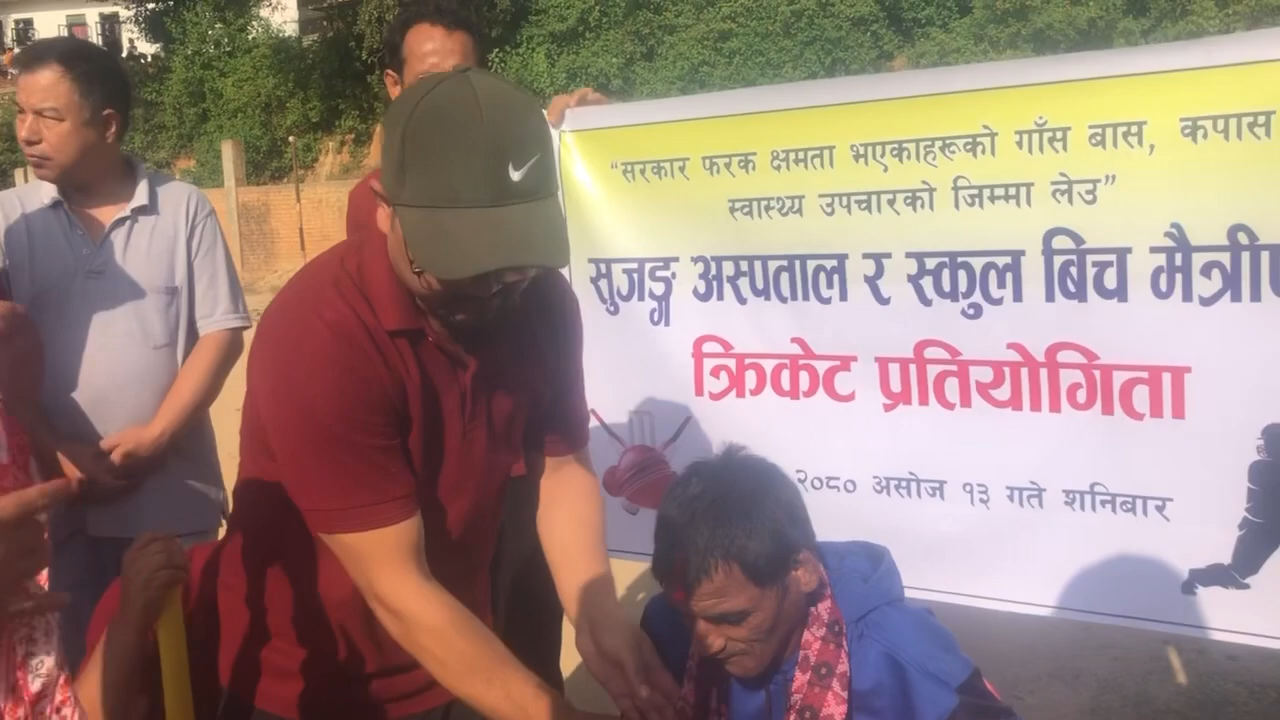 “सरकार फरक क्षमता भएकाहरूको गाँस बास, कपास
स्वास्थ्य उपचारको जिम्मा लेउ”
सुजङ्ग अस्पताल र स्कुल बिच
क्रिकेट प्रतियोगिता
२०८० असोज १३ गते शनिबार